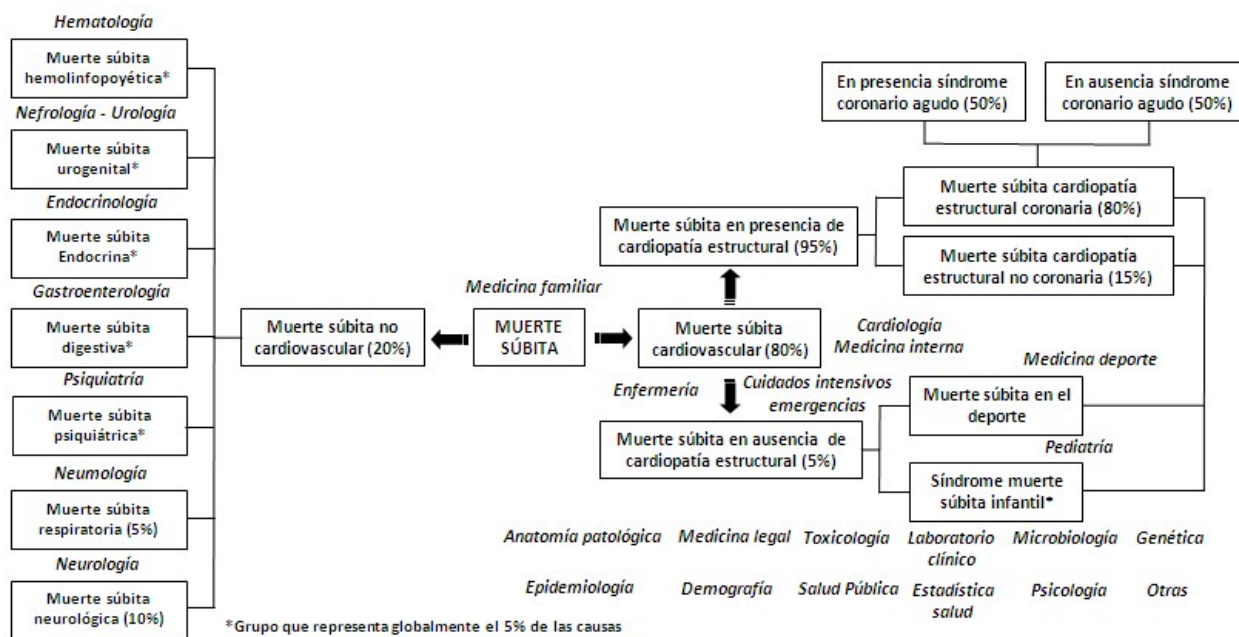 Hematología
Muerte súbita
hemolinfopoyética*
Nefrología - Urología
Muerte súbita
urogenital*
Endocrinología
Muerte súbita
Endocrina*
Gastroenterología
Muerte súbita
digestiva*
Psiquiatría
Muerte súbita
psiquiátrica*
Neumología
Muerte súbita
respiratoria (5%)
Neurología
Muerte súbita
neurológica (10%)
Muerte súbita no
cardiovascular (20%)
Medicina familiar
MUERTE
SÚBITA
Muerte súbita
cardiovascular (80%)
Enfermería
Cuidados intensivos
emergencias
Cardiología
Medicina interna
Muerte súbita en presencia de
cardiopatía estructural (95%)
Muerte súbita en ausencia de
cardiopatía estructural (5%)
En presencia síndrome
coronario agudo (50%)
En ausencia síndrome
coronario agudo (50%)
Muerte súbita cardiopatía
estructural coronaria (80%)
Muerte súbita cardiopatía
estructural no coronaria (15%)
Medicina deporte
Muerte súbita en el
deporte
Pediatría
Síndrome muerte
súbita infantil*
Anatomía patológica
Medicina legal
Toxicología
Laboratorio
clínico
Microbiología
Genética
Epidemiología
Demografía
Salud Pública
Estadística
salud
Psicología
Otras
*Grupo que representa globalmente el 5% de las causas